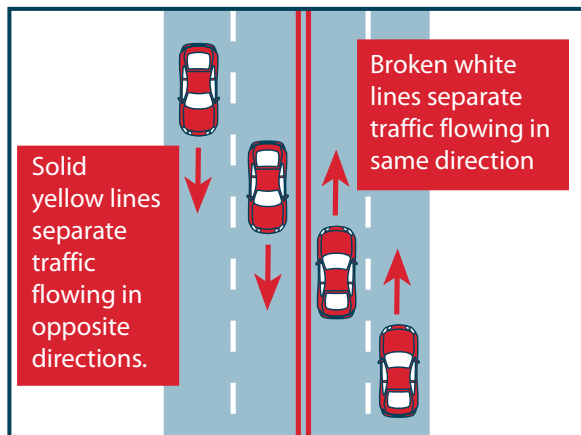 Broken white
lines separate
traffic flowing in
same direction
Solid
yellow lines
separate
traffic
flowing in
opposite
directions.